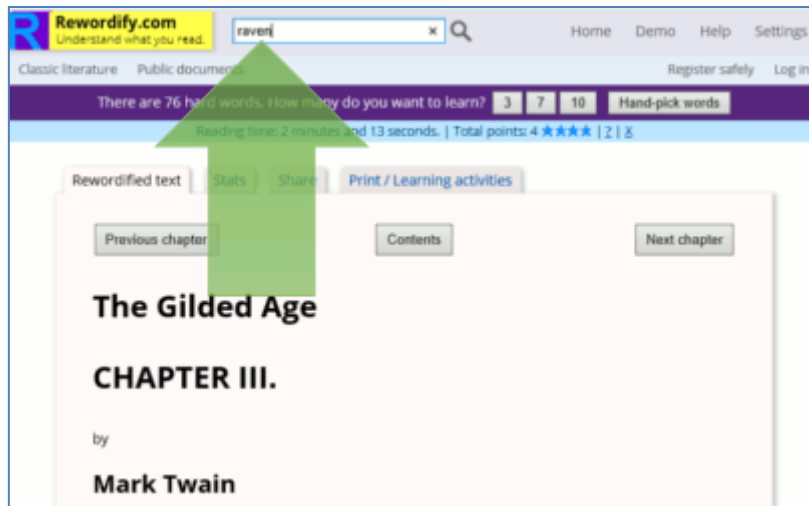 Rewordify.com
Understand what you read.
raven ×
Home Demo Help Settings
Classic literature Public documents
Register safely Log in
There are 76 hard words. How many do you want to learn? 3 7 10 Hand-pick words
Reading time: 2 minutes and 13 seconds. | Total points: 4 ★★★★ | ? | X
Rewordified text Stats Share Print / Learning activities
Previous chapter Contents Next chapter
The Gilded Age
CHAPTER III.
by
Mark Twain